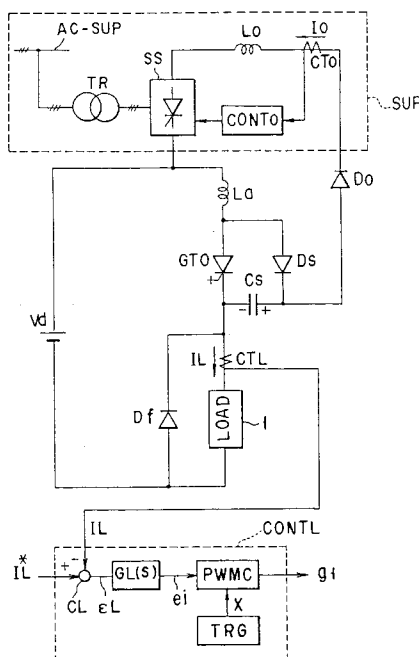 AC-SUP
Lo
Io
CTo
SS
TR
CONTo
SUP
Do
La
GTO
Ds
+
Cs
- +
Vd
IL
CTL
Df
LOAD
1
IL
CONTL
IL*
+ -
CL
εL
GL(S)
ei
PWMC
gi
X
TRG